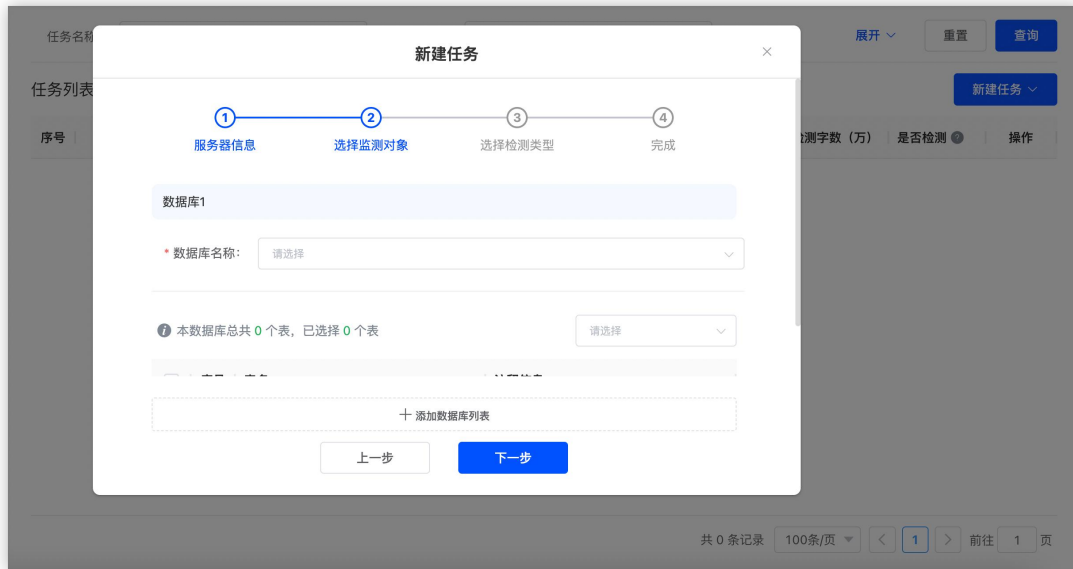 任务名称
展开
重置
查询
新建任务
任务列表
新建任务
1
2
3
4
服务器信息
选择监测对象
选择检测类型
完成
序号
检测字数（万）
是否检测
操作
数据库1
* 数据库名称：
请选择
本数据库总共 0 个表，已选择 0 个表
请选择
＋ 添加数据库列表
上一步
下一步
共 0 条记录
100条/页
1
前往
1
页